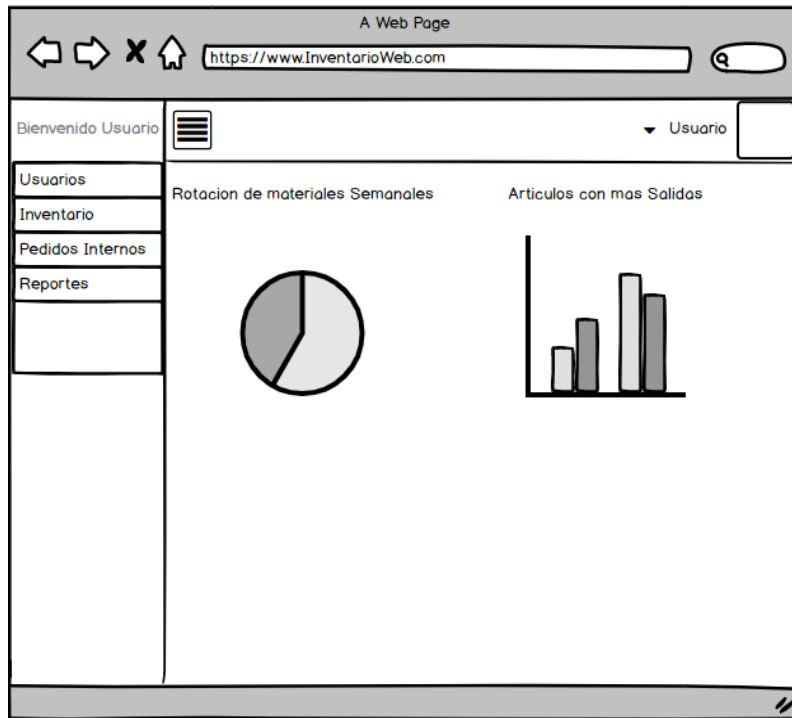 A Web Page
https://www.InventarioWeb.com
Bienvenido Usuario
Usuario
Usuarios
Inventario
Pedidos Internos
Reportes
Rotacion de materiales Semanales
Articulos con mas Salidas